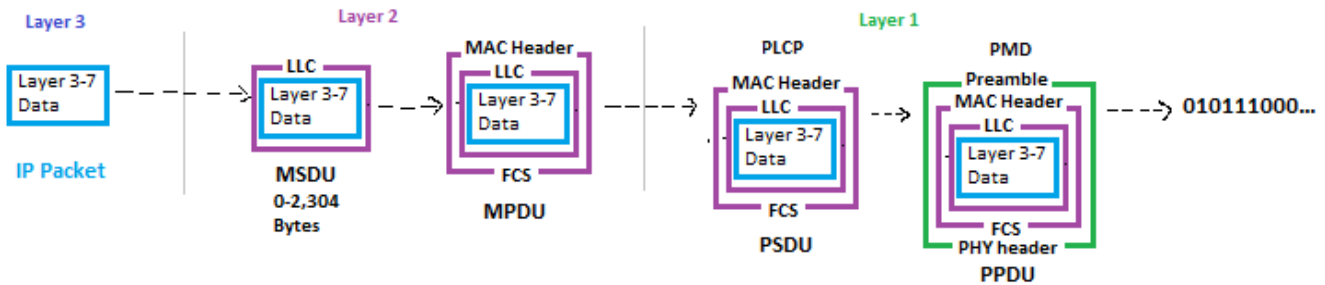 Layer 3
Layer 2
Layer 1
Layer 3-7
Data
IP Packet
LLC
Layer 3-7
Data
MSDU
0-2,304
Bytes
MAC Header
LLC
Layer 3-7
Data
FCS
MPDU
PLCP
MAC Header
LLC
Layer 3-7
Data
FCS
PSDU
PMD
Preamble
MAC Header
LLC
Layer 3-7
Data
FCS
PHY header
PPDU
010111000...